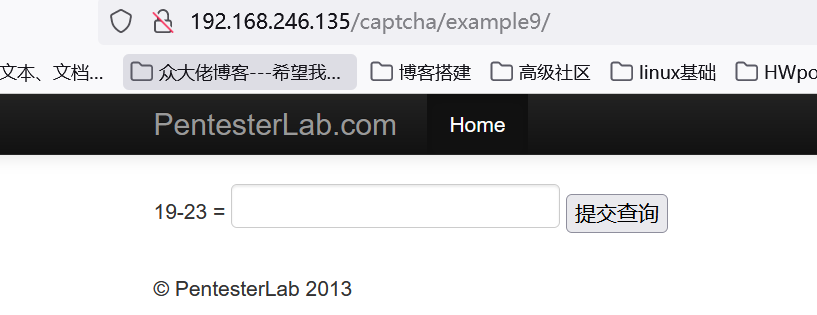 192.168.246.135/captcha/example9/
文本、文档... 众大佬博客---希望我... 博客搭建 高级社区 linux基础 HWpo
PentesterLab.com Home
19-23 = 提交查询
© PentesterLab 2013